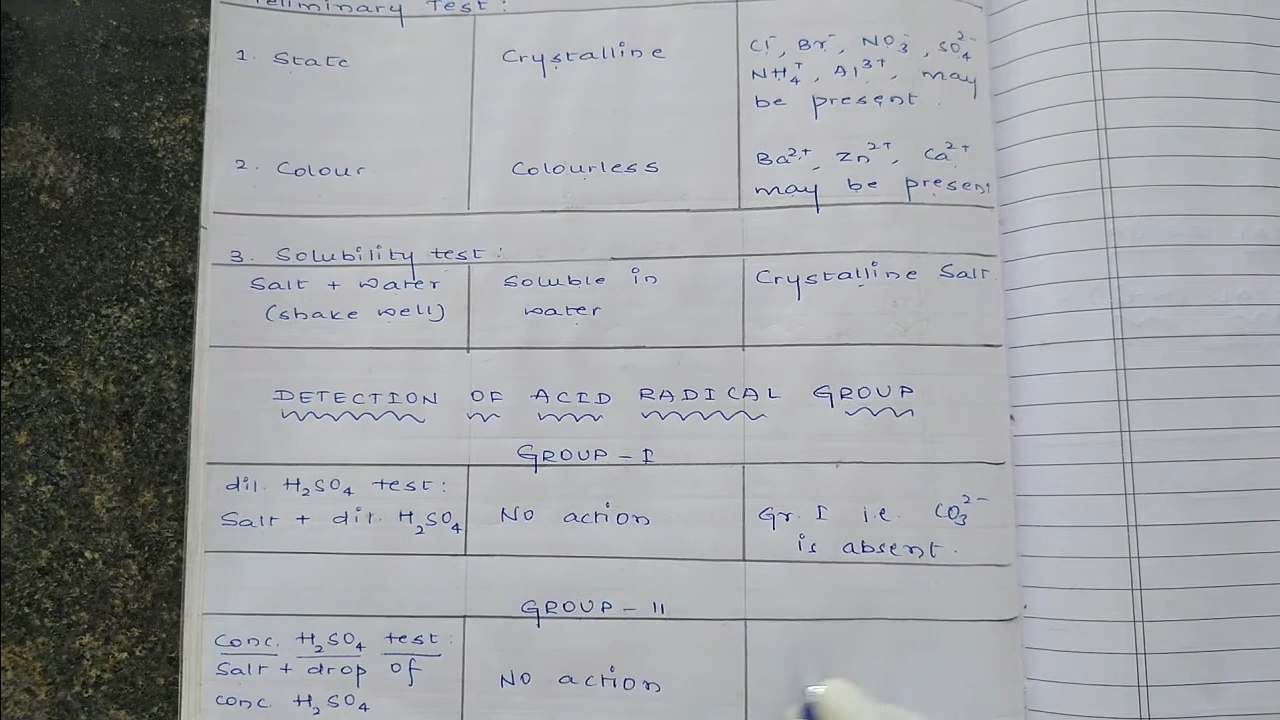 Preliminary Test:
1. State Crystalline Cl⁻, Br⁻, NO₃⁻, SO₄²⁻
NH₄⁺, Al³⁺, may
be present.
2. Colour Colourless Ba²⁺, Zn²⁺, Ca²⁺
may be present
3. Solubility test:
Salt + water Soluble in Crystalline Salt.
(shake well) water
DETECTION OF ACID RADICAL GROUP
GROUP - I
dil. H₂SO₄ test:
Salt + dil. H₂SO₄ No action Gr. I i.e. CO₃²⁻
is absent.
GROUP - II
Conc. H₂SO₄ test:
Salt + drop of No action
conc. H₂SO₄